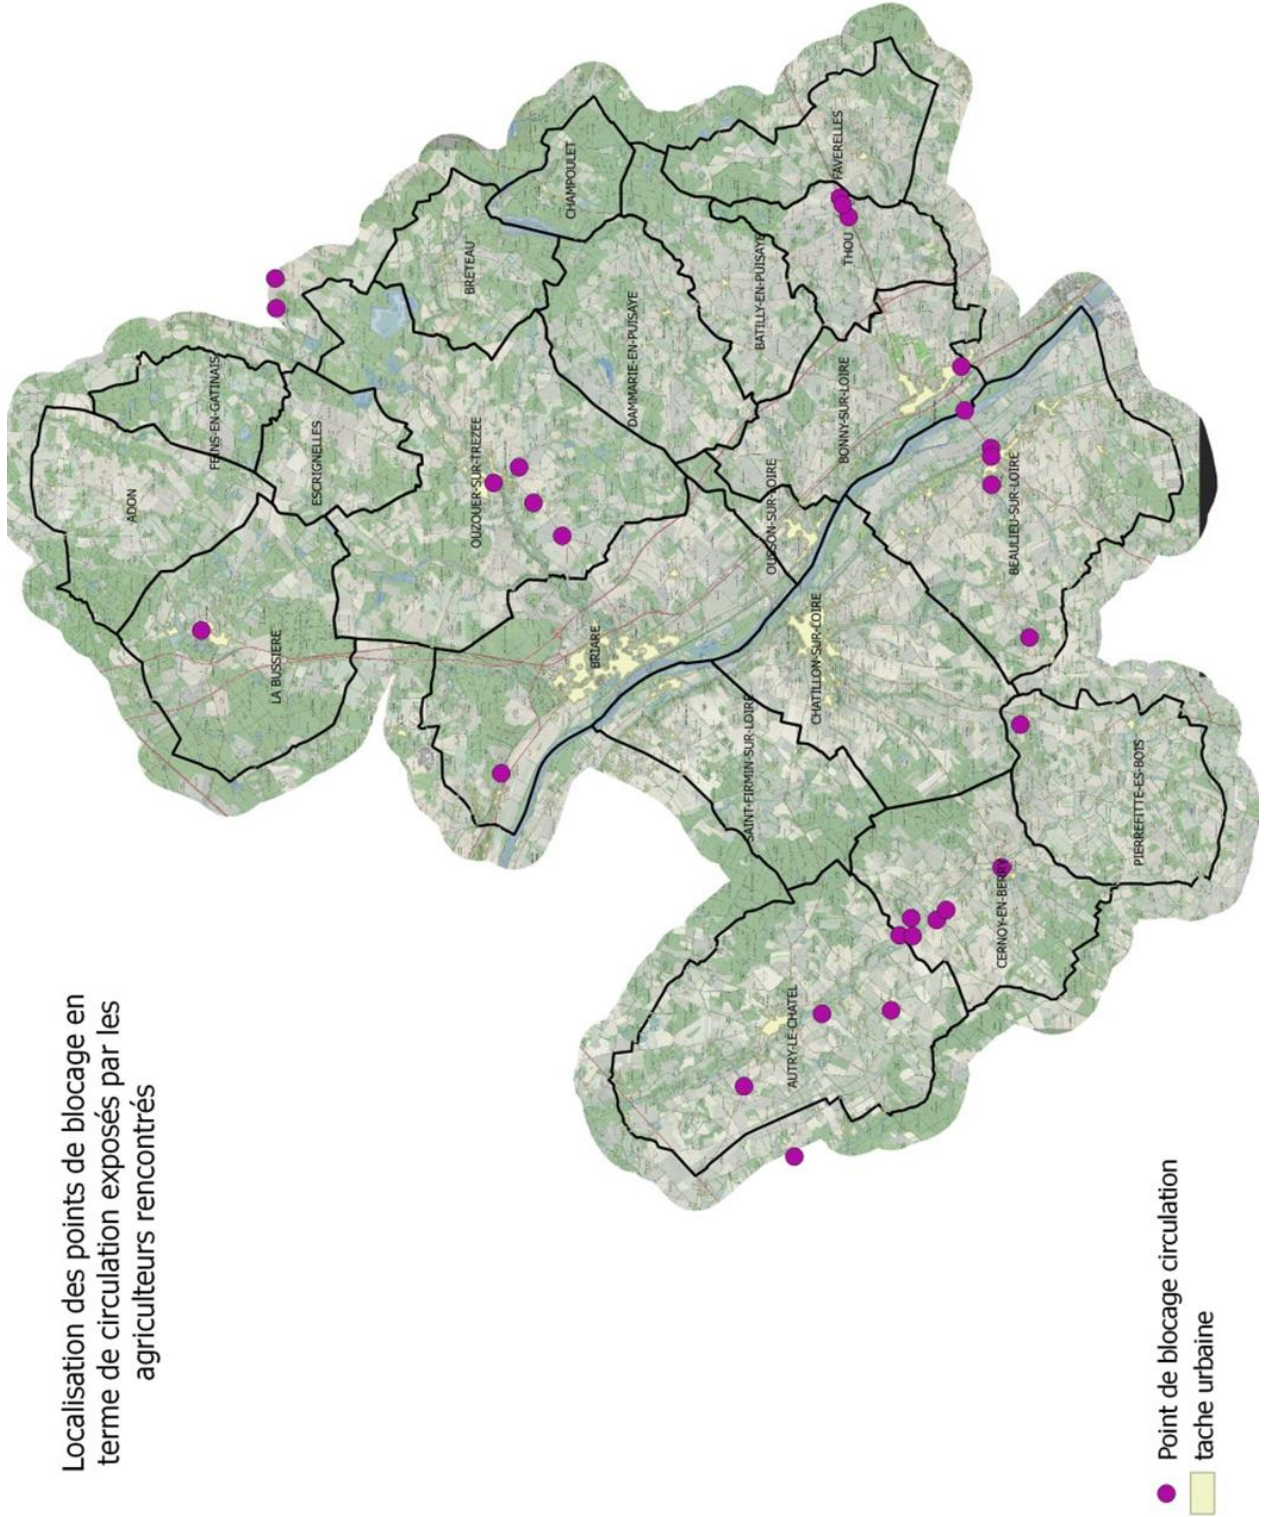 Localisation des points de blocage en
terme de circulation exposés par les
agriculteurs rencontrés
ADON
FEINS-EN-GATINAIS
LA BUSSIERE
ESCRIGNELLES
OUZOUER-SUR-TREZEE
BRETEAU
CHAMPOULET
BRIARE
DAMMARIE-EN-PUISAYE
SAINT-FIRMIN-SUR-LOIRE
OUSSON-SUR-LOIRE
BATILLY-EN-PUISAYE
AUTRY-LE-CHATEL
CHATILLON-SUR-LOIRE
BONNY-SUR-LOIRE
THOU
FAVERELLES
CERNOY-EN-BERRY
BEAULIEU-SUR-LOIRE
PIERREFITTE-ES-BOIS
Point de blocage circulation
tache urbaine